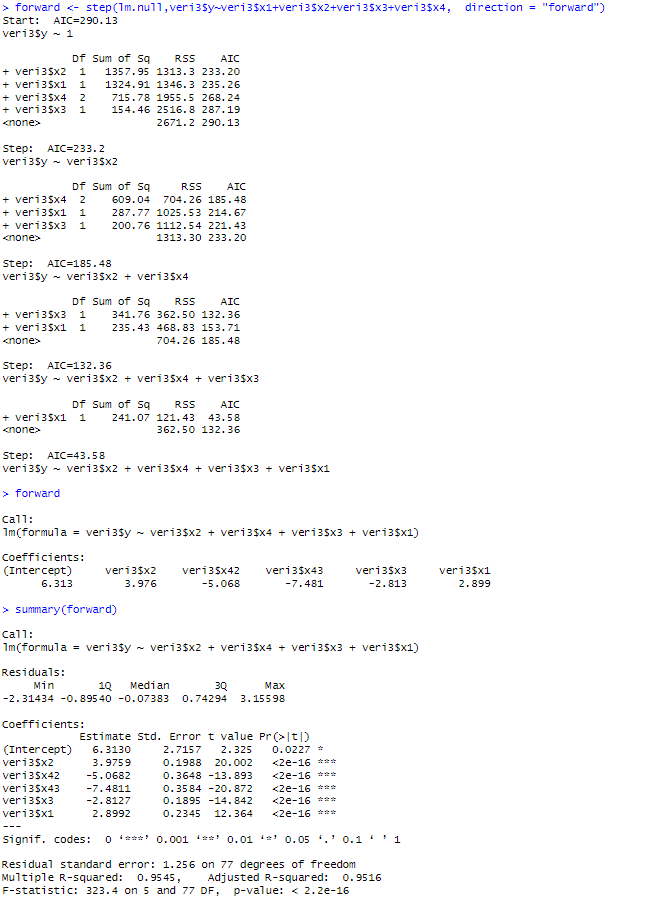 > forward <- step(lm.null,veri3$y~veri3$x1+veri3$x2+veri3$x3+veri3$x4,  direction = "forward")
Start:  AIC=290.13
veri3$y ~ 1

           Df Sum of Sq    RSS    AIC
+ veri3$x2  1   1357.95 1313.3 233.20
+ veri3$x1  1   1324.91 1346.3 235.26
+ veri3$x4  2    715.78 1955.5 268.24
+ veri3$x3  1    154.46 2516.8 287.19
<none>                  2671.2 290.13

Step:  AIC=233.2
veri3$y ~ veri3$x2

           Df Sum of Sq     RSS    AIC
+ veri3$x4  2    609.04  704.26 185.48
+ veri3$x1  1    287.77 1025.53 214.67
+ veri3$x3  1    200.76 1112.54 221.43
<none>                  1313.30 233.20

Step:  AIC=185.48
veri3$y ~ veri3$x2 + veri3$x4

           Df Sum of Sq    RSS    AIC
+ veri3$x3  1    341.76 362.50 132.36
+ veri3$x1  1    235.43 468.83 153.71
<none>                  704.26 185.48

Step:  AIC=132.36
veri3$y ~ veri3$x2 + veri3$x4 + veri3$x3

           Df Sum of Sq    RSS    AIC
+ veri3$x1  1    241.07 121.43  43.58
<none>                  362.50 132.36

Step:  AIC=43.58
veri3$y ~ veri3$x2 + veri3$x4 + veri3$x3 + veri3$x1

> forward

Call:
lm(formula = veri3$y ~ veri3$x2 + veri3$x4 + veri3$x3 + veri3$x1)

Coefficients:
(Intercept)     veri3$x2    veri3$x42    veri3$x43     veri3$x3     veri3$x1
      6.313        3.976       -5.068       -7.481       -2.813        2.899

> summary(forward)

Call:
lm(formula = veri3$y ~ veri3$x2 + veri3$x4 + veri3$x3 + veri3$x1)

Residuals:
     Min       1Q   Median       3Q      Max
-2.31434 -0.89540 -0.07383  0.74294  3.15598

Coefficients:
            Estimate Std. Error t value Pr(>|t|)
(Intercept)   6.3130     2.7157   2.325   0.0227 *
veri3$x2      3.9759     0.1988  20.002   <2e-16 ***
veri3$x42    -5.0682     0.3648 -13.893   <2e-16 ***
veri3$x43    -7.4811     0.3584 -20.872   <2e-16 ***
veri3$x3     -2.8127     0.1895 -14.842   <2e-16 ***
veri3$x1      2.8992     0.2345  12.364   <2e-16 ***
---
Signif. codes:  0 ‘***’ 0.001 ‘**’ 0.01 ‘*’ 0.05 ‘.’ 0.1 ‘ ’ 1

Residual standard error: 1.256 on 77 degrees of freedom
Multiple R-squared:  0.9545,    Adjusted R-squared:  0.9516
F-statistic: 323.4 on 5 and 77 DF,  p-value: < 2.2e-16